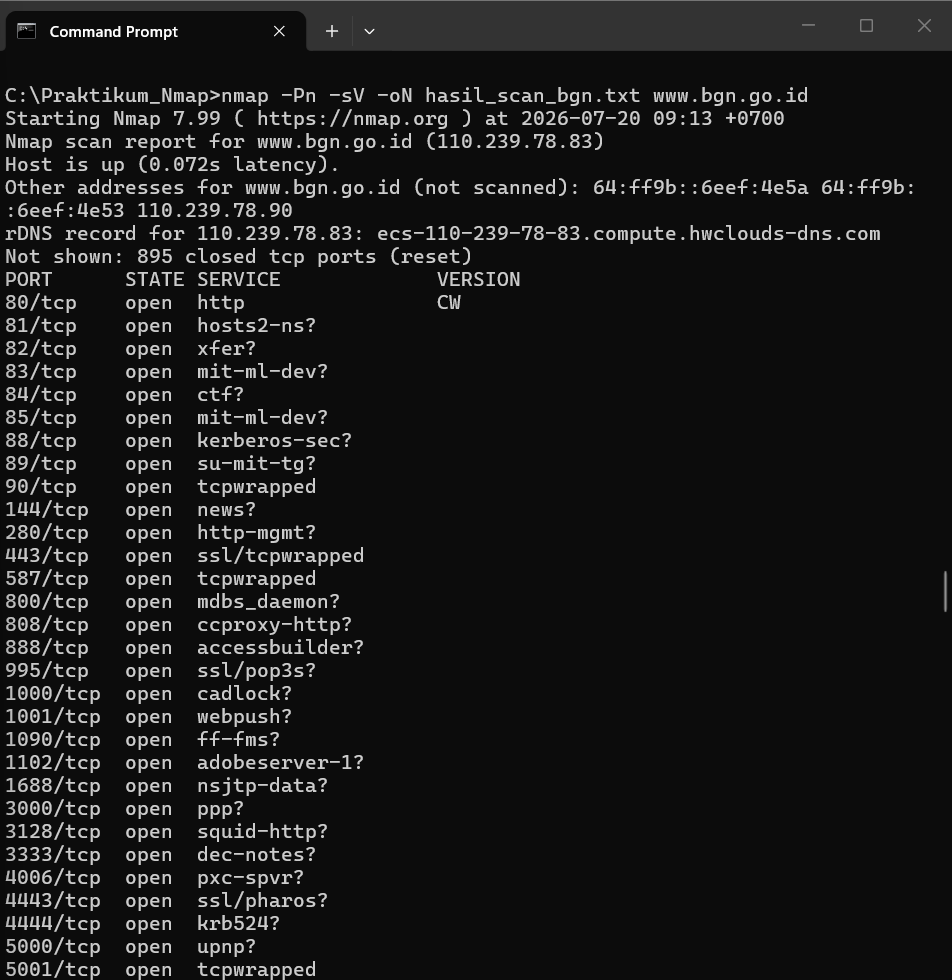 Command Prompt
C:\Praktikum_Nmap>nmap -Pn -sV -oN hasil_scan_bgn.txt www.bgn.go.id
Starting Nmap 7.99 ( https://nmap.org ) at 2026-07-20 09:13 +0700
Nmap scan report for www.bgn.go.id (110.239.78.83)
Host is up (0.072s latency).
Other addresses for www.bgn.go.id (not scanned): 64:ff9b::6eef:4e5a 64:ff9b:
:6eef:4e53 110.239.78.90
rDNS record for 110.239.78.83: ecs-110-239-78-83.compute.hwclouds-dns.com
Not shown: 895 closed tcp ports (reset)
PORT      STATE SERVICE             VERSION
80/tcp    open  http                CW
81/tcp    open  hosts2-ns?
82/tcp    open  xfer?
83/tcp    open  mit-ml-dev?
84/tcp    open  ctf?
85/tcp    open  mit-ml-dev?
88/tcp    open  kerberos-sec?
89/tcp    open  su-mit-tg?
90/tcp    open  tcpwrapped
144/tcp   open  news?
280/tcp   open  http-mgmt?
443/tcp   open  ssl/tcpwrapped
587/tcp   open  tcpwrapped
800/tcp   open  mdbs_daemon?
808/tcp   open  ccproxy-http?
888/tcp   open  accessbuilder?
995/tcp   open  ssl/pop3s?
1000/tcp  open  cadlock?
1001/tcp  open  webpush?
1090/tcp  open  ff-fms?
1102/tcp  open  adobeserver-1?
1688/tcp  open  nsjtp-data?
3000/tcp  open  ppp?
3128/tcp  open  squid-http?
3333/tcp  open  dec-notes?
4006/tcp  open  pxc-spvr?
4443/tcp  open  ssl/pharos?
4444/tcp  open  krb524?
5000/tcp  open  upnp?
5001/tcp  open  tcpwrapped